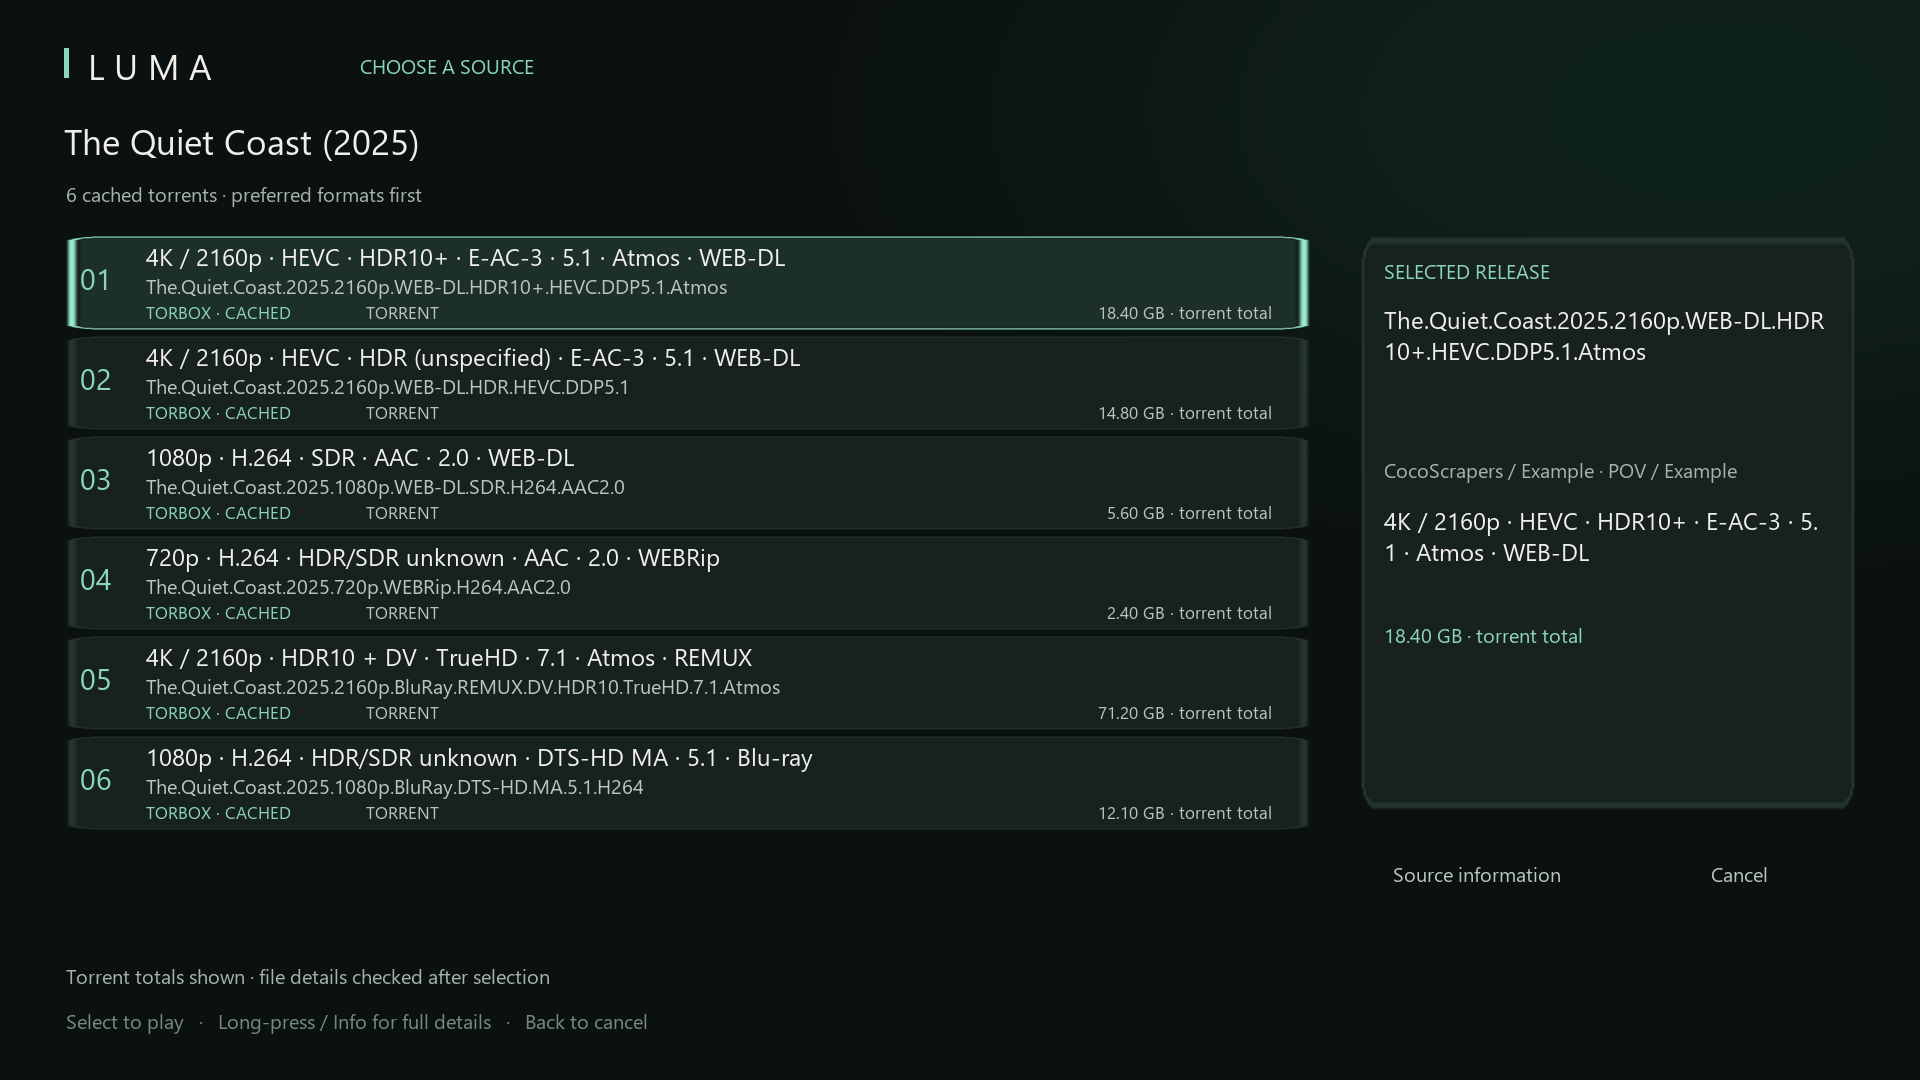 LUMA
CHOOSE A SOURCE
The Quiet Coast (2025)
6 cached torrents · preferred formats first
01
4K / 2160p · HEVC · HDR10+ · E-AC-3 · 5.1 · Atmos · WEB-DL
The.Quiet.Coast.2025.2160p.WEB-DL.HDR10+.HEVC.DDP5.1.Atmos
TORBOX · CACHED TORRENT 18.40 GB · torrent total
02
4K / 2160p · HEVC · HDR (unspecified) · E-AC-3 · 5.1 · WEB-DL
The.Quiet.Coast.2025.2160p.WEB-DL.HDR.HEVC.DDP5.1
TORBOX · CACHED TORRENT 14.80 GB · torrent total
03
1080p · H.264 · SDR · AAC · 2.0 · WEB-DL
The.Quiet.Coast.2025.1080p.WEB-DL.SDR.H264.AAC2.0
TORBOX · CACHED TORRENT 5.60 GB · torrent total
04
720p · H.264 · HDR/SDR unknown · AAC · 2.0 · WEBRip
The.Quiet.Coast.2025.720p.WEBRip.H264.AAC2.0
TORBOX · CACHED TORRENT 2.40 GB · torrent total
05
4K / 2160p · HDR10 + DV · TrueHD · 7.1 · Atmos · REMUX
The.Quiet.Coast.2025.2160p.BluRay.REMUX.DV.HDR10.TrueHD.7.1.Atmos
TORBOX · CACHED TORRENT 71.20 GB · torrent total
06
1080p · H.264 · HDR/SDR unknown · DTS-HD MA · 5.1 · Blu-ray
The.Quiet.Coast.2025.1080p.BluRay.DTS-HD.MA.5.1.H264
TORBOX · CACHED TORRENT 12.10 GB · torrent total
SELECTED RELEASE
The.Quiet.Coast.2025.2160p.WEB-DL.HDR
10+.HEVC.DDP5.1.Atmos
CocoScrapers / Example · POV / Example
4K / 2160p · HEVC · HDR10+ · E-AC-3 · 5.
1 · Atmos · WEB-DL
18.40 GB · torrent total
Source information
Cancel
Torrent totals shown · file details checked after selection
Select to play · Long-press / Info for full details · Back to cancel